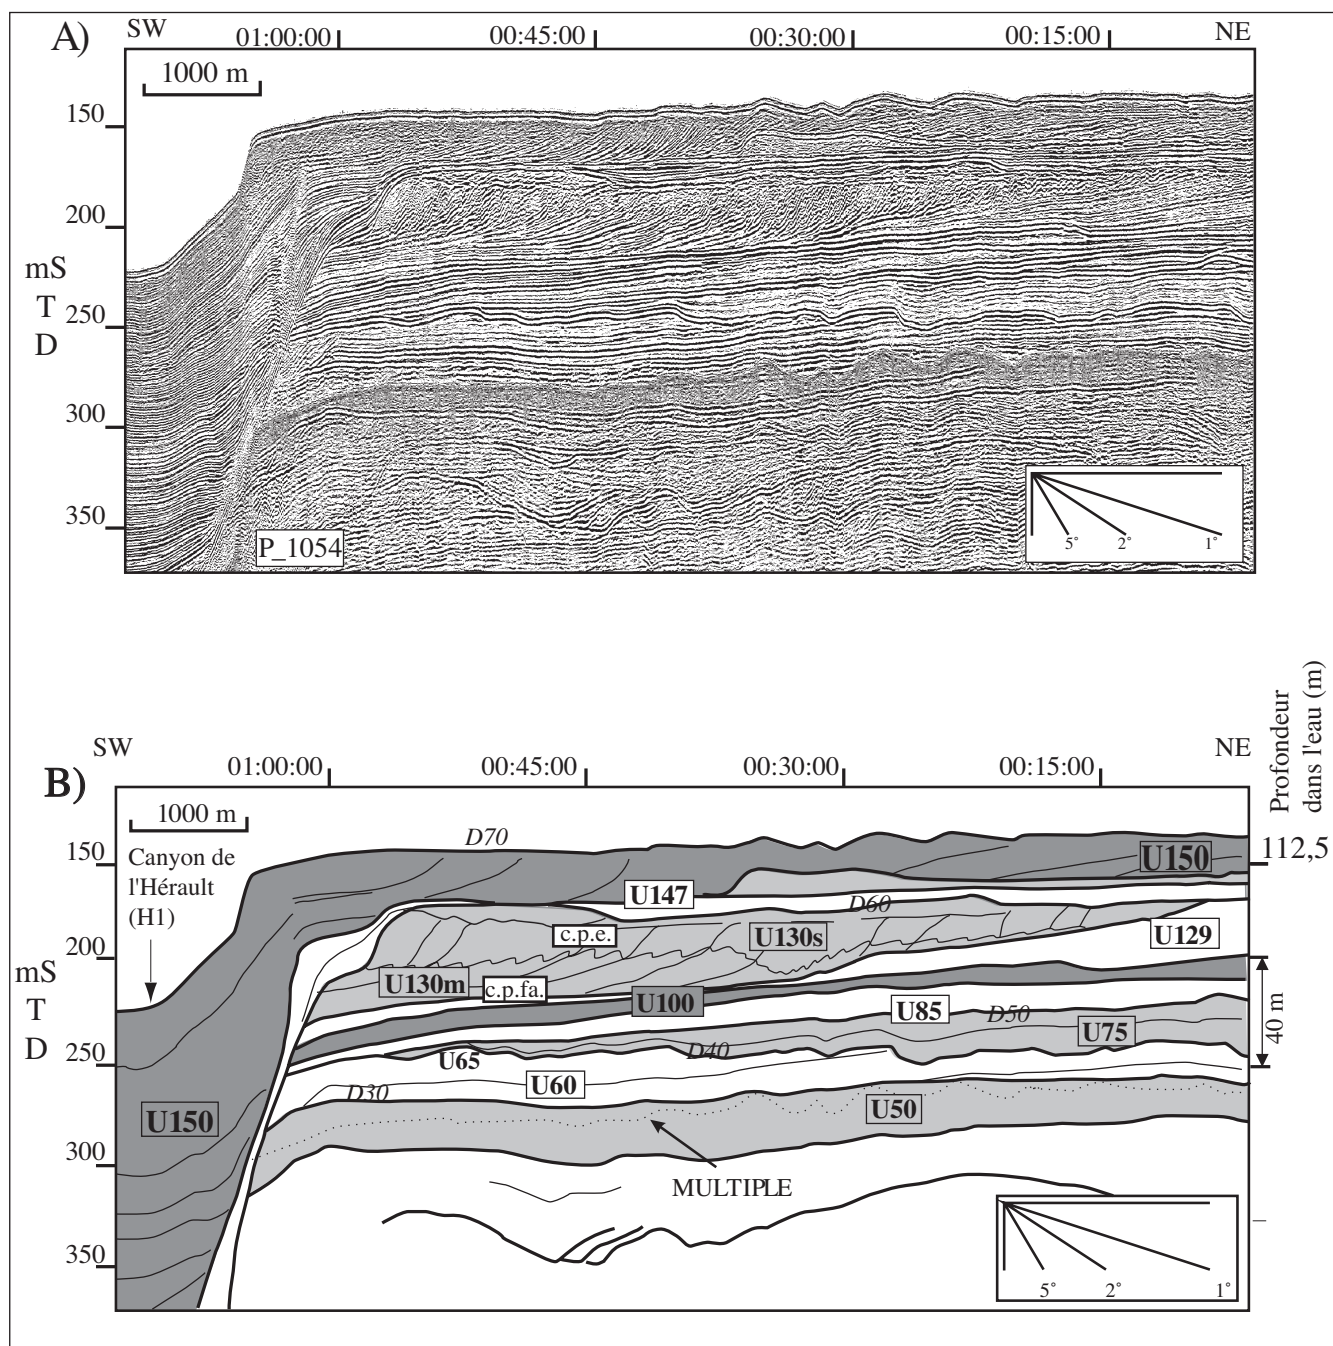 A)
SW
01:00:00
00:45:00
00:30:00
00:15:00
NE
1000 m
150
200
mS
T
250
D
300
350
P_1054
5°
2°
1°
Profondeur
dans l'eau (m)
SW
NE
B)
01:00:00
00:45:00
00:30:00
00:15:00
1000 m
D70
150
Canyon de
l'Hérault
(H1)
U150
112,5
U147
D60
c.p.e.
U130s
U129
200
mS
T
D
U130m
c.p.fa.
U100
U85
D50
U75
40 m
250
U65
D40
D30
U60
U50
U150
300
MULTIPLE
350
5°
2°
1°